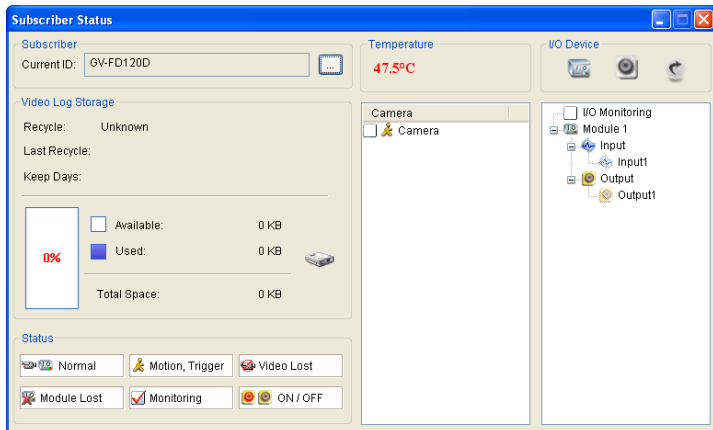 Subscriber Status
Subscriber
Current ID: GV-FD120D ...
Video Log Storage
Recycle: Unknown
Last Recycle:
Keep Days:
0%
Available: 0 KB
Used: 0 KB
Total Space: 0 KB
Status
Normal
Motion, Trigger
Video Lost
Module Lost
Monitoring
ON / OFF
Temperature
47.5°C
Camera
Camera
I/O Device
I/O Monitoring
Module 1
Input
Input1
Output
Output1